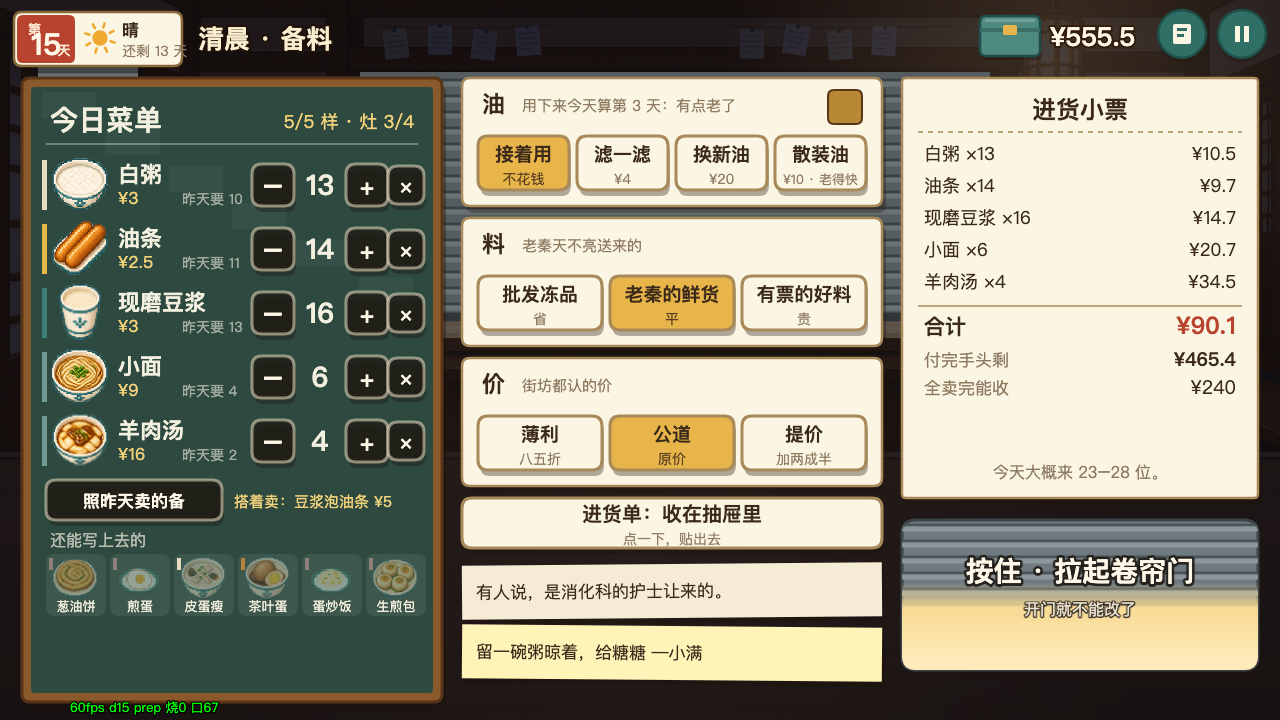 第15天
晴
还剩 13 天
清晨 · 备料
¥555.5
今日菜单
5/5 样 · 灶 3/4
白粥
¥3
昨天要 10
− 13 + ×
油条
¥2.5
昨天要 11
− 14 + ×
现磨豆浆
¥3
昨天要 13
− 16 + ×
小面
¥9
昨天要 4
− 6 + ×
羊肉汤
¥16
昨天要 2
− 4 + ×
照昨天卖的备
搭着卖：豆浆泡油条 ¥5
还能写上去的
葱油饼
煎蛋
皮蛋瘦
茶叶蛋
蛋炒饭
生煎包
油
用下来今天算第 3 天：有点老了
接着用
不花钱
滤一滤
¥4
换新油
¥20
散装油
¥10 · 老得快
料
老秦天不亮送来的
批发冻品
省
老秦的鲜货
平
有票的好料
贵
价
街坊都认的价
薄利
八五折
公道
原价
提价
加两成半
进货单：收在抽屉里
点一下，贴出去
有人说，是消化科的护士让来的。
留一碗粥晾着，给糖糖 —小满
进货小票
白粥 ×13 ¥10.5
油条 ×14 ¥9.7
现磨豆浆 ×16 ¥14.7
小面 ×6 ¥20.7
羊肉汤 ×4 ¥34.5
合计 ¥90.1
付完手头剩 ¥465.4
全卖完能收 ¥240
今天大概来 23—28 位。
按住 · 拉起卷帘门
开门就不能改了
60fps d15 prep 烧0 口67